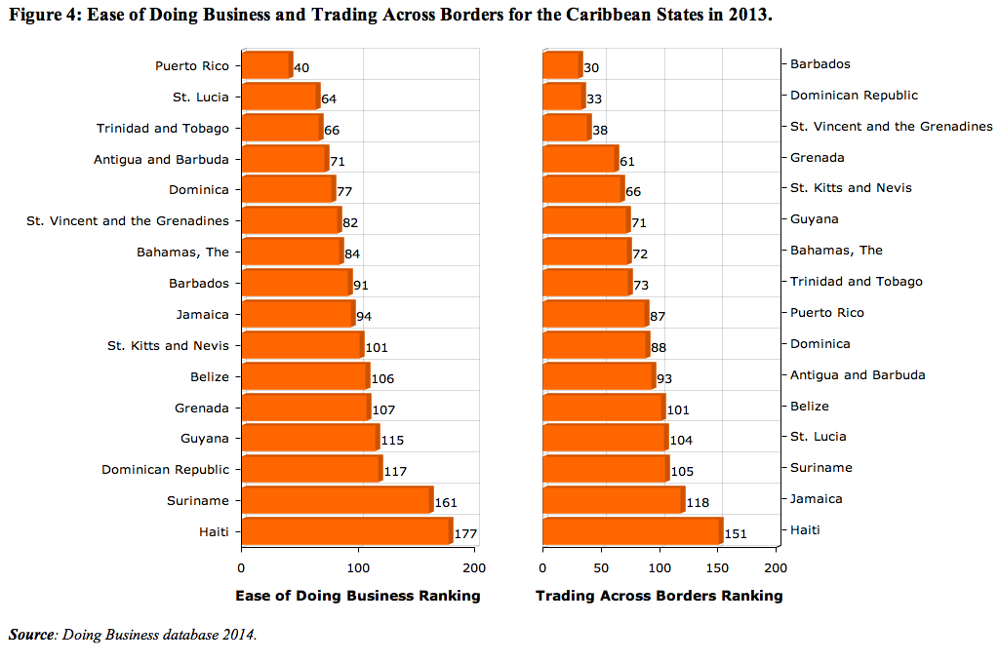 Figure 4: Ease of Doing Business and Trading Across Borders for the Caribbean States in 2013.
Puerto Rico 40
St. Lucia 64
Trinidad and Tobago 66
Antigua and Barbuda 71
Dominica 77
St. Vincent and the Grenadines 82
Bahamas, The 84
Barbados 91
Jamaica 94
St. Kitts and Nevis 101
Belize 106
Grenada 107
Guyana 115
Dominican Republic 117
Suriname 161
Haiti 177
0 100 200
Ease of Doing Business Ranking
30 Barbados
33 Dominican Republic
38 St. Vincent and the Grenadines
61 Grenada
66 St. Kitts and Nevis
71 Guyana
72 Bahamas, The
73 Trinidad and Tobago
87 Puerto Rico
88 Dominica
93 Antigua and Barbuda
101 Belize
104 St. Lucia
105 Suriname
118 Jamaica
151 Haiti
0 50 100 150 200
Trading Across Borders Ranking
Source: Doing Business database 2014.